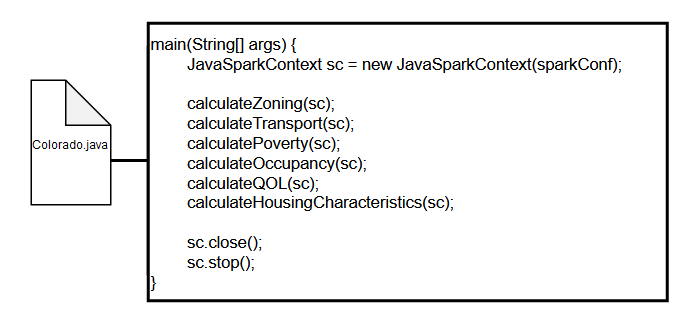 main(String[] args) {
JavaSparkContext sc = new JavaSparkContext(sparkConf);
calculateZoning(sc);
calculateTransport(sc);
calculatePoverty(sc);
calculateOccupancy(sc);
calculateQOL(sc);
calculateHousingCharacteristics(sc);
sc.close();
sc.stop();
}
Colorado.java